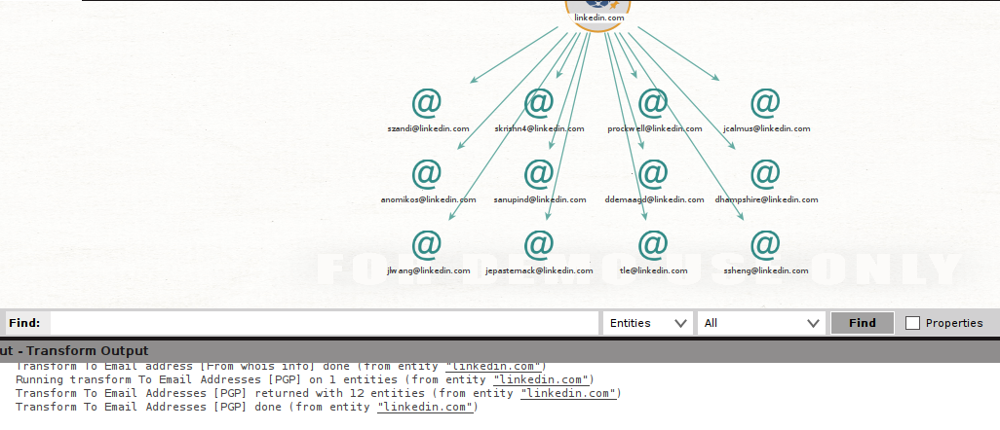 linkedin.com
szandi@linkedin.com skrishn4@linkedin.com prockwell@linkedin.com jcalmus@linkedin.com
anomikos@linkedin.com sanupind@linkedin.com ddemaagd@linkedin.com dhampshire@linkedin.com
jlwang@linkedin.com jepasternack@linkedin.com tle@linkedin.com ssheng@linkedin.com
FOR DEMO USE ONLY
Find: Entities All Find Properties
ut - Transform Output
Transform To Email address [From whois info] done (from entity "linkedin.com")
Running transform To Email Addresses [PGP] on 1 entities (from entity "linkedin.com")
Transform To Email Addresses [PGP] returned with 12 entities (from entity "linkedin.com")
Transform To Email Addresses [PGP] done (from entity "linkedin.com")